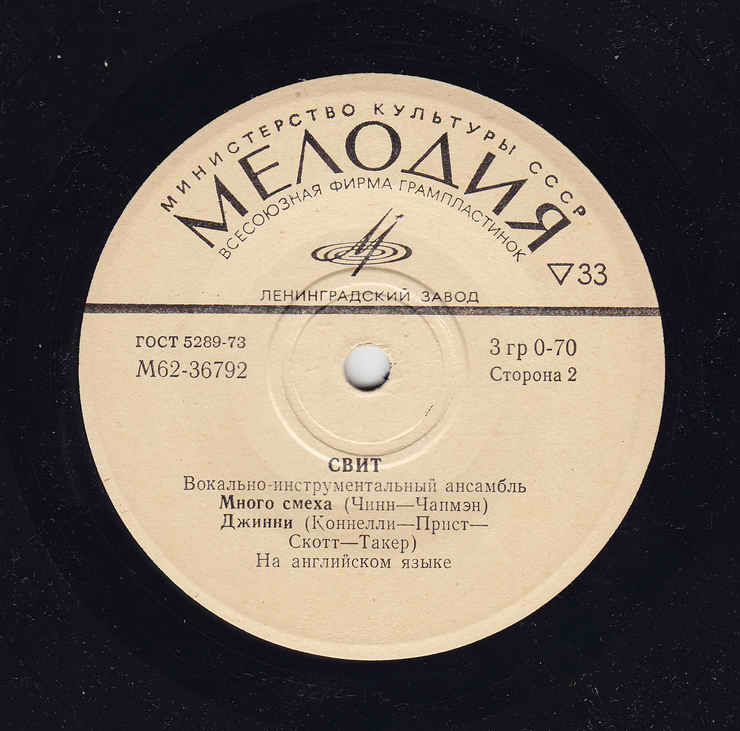 МИНИСТЕРСТВО КУЛЬТУРЫ СССР
МЕЛОДИЯ
ВСЕСОЮЗНАЯ ФИРМА ГРАМПЛАСТИНОК
▽33
ЛЕНИНГРАДСКИЙ ЗАВОД
ГОСТ 5289-73
3 гр 0-70
М62-36792
Сторона 2
СВИТ
Вокально-инструментальный ансамбль
Много смеха (Чинн—Чапмэн)
Джинни (Коннелли—Прист—
Скотт—Такер)
На английском языке